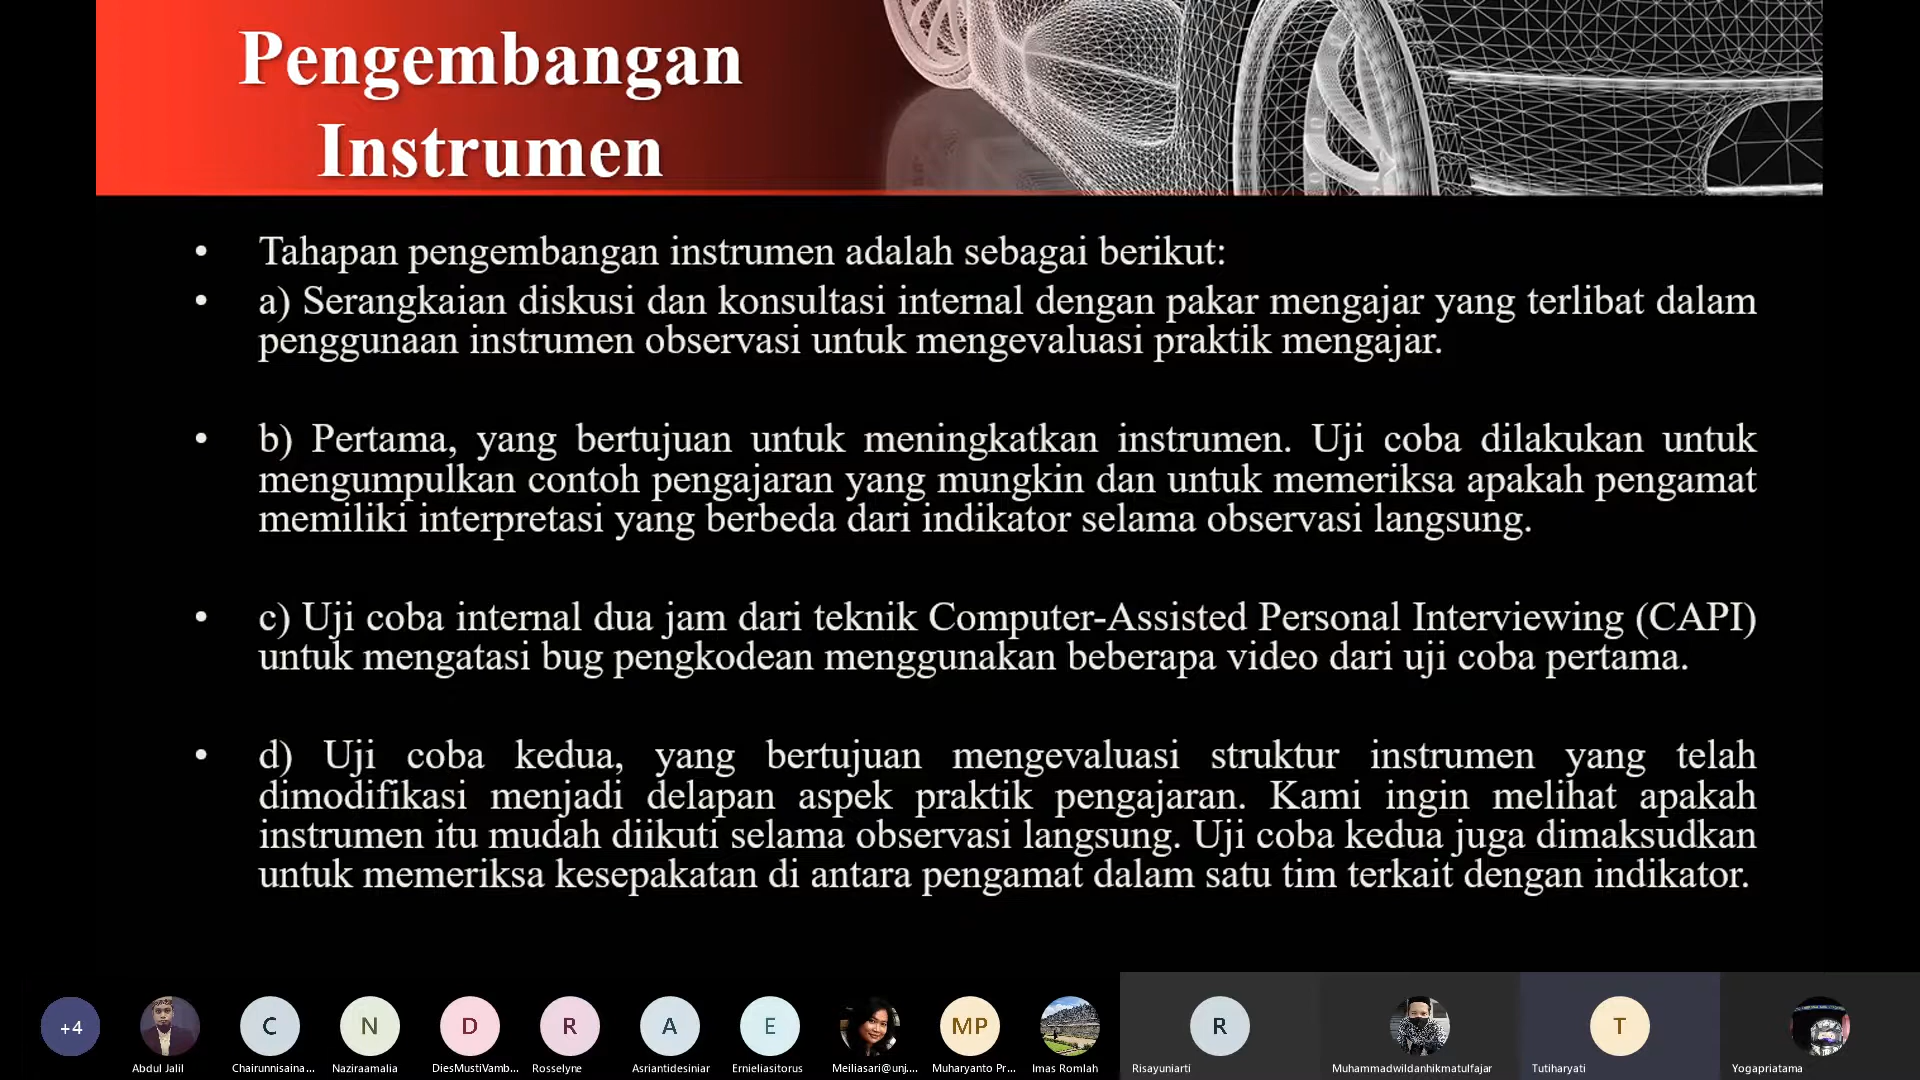 Pengembangan
Instrumen
• Tahapan pengembangan instrumen adalah sebagai berikut:
• a) Serangkaian diskusi dan konsultasi internal dengan pakar mengajar yang terlibat dalam
penggunaan instrumen observasi untuk mengevaluasi praktik mengajar.
• b) Pertama, yang bertujuan untuk meningkatkan instrumen. Uji coba dilakukan untuk
mengumpulkan contoh pengajaran yang mungkin dan untuk memeriksa apakah pengamat
memiliki interpretasi yang berbeda dari indikator selama observasi langsung.
• c) Uji coba internal dua jam dari teknik Computer-Assisted Personal Interviewing (CAPI)
untuk mengatasi bug pengkodean menggunakan beberapa video dari uji coba pertama.
• d) Uji coba kedua, yang bertujuan mengevaluasi struktur instrumen yang telah
dimodifikasi menjadi delapan aspek praktik pengajaran. Kami ingin melihat apakah
instrumen itu mudah diikuti selama observasi langsung. Uji coba kedua juga dimaksudkan
untuk memeriksa kesepakatan di antara pengamat dalam satu tim terkait dengan indikator.
+4 C N D R A E MP R T
Abdul Jalil Chairunnisaina... Naziraamalia DiesMustiVamb... Rosselyne Asriantidesiniar Ernieliasitorus Meiliasari@unj.... Muharyanto Pr... Imas Romlah Risayuniarti Muhammadwildanhikmatulfajar Tutiharyati Yogapriatama